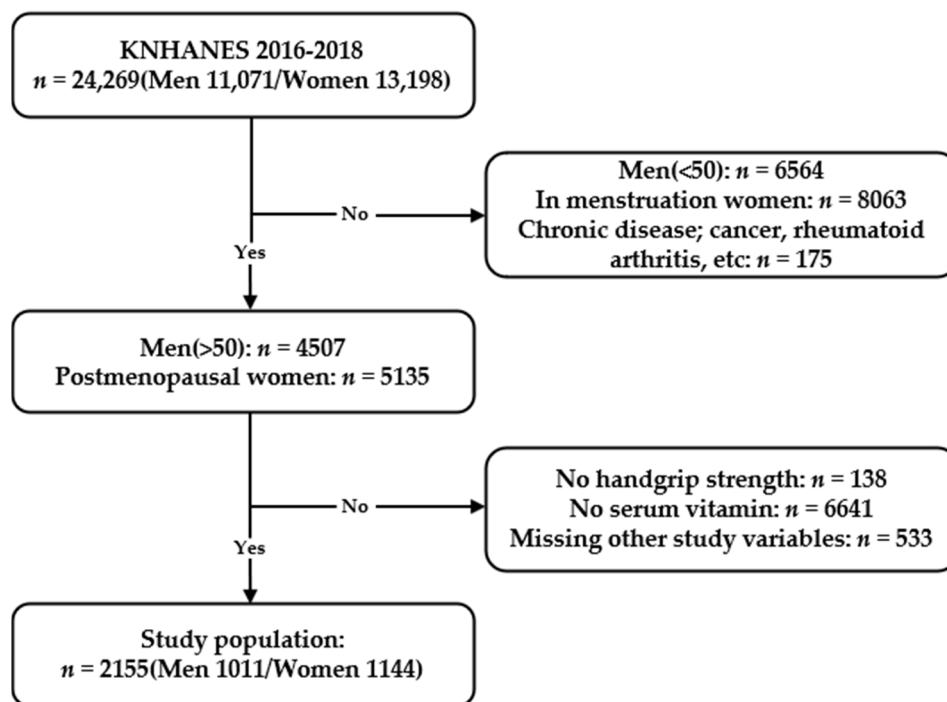 KNHANES 2016-2018
n = 24,269(Men 11,071/Women 13,198)
No
Men(<50): n = 6564
In menstruation women: n = 8063
Chronic disease; cancer, rheumatoid
arthritis, etc: n = 175
Yes
Men(>50): n = 4507
Postmenopausal women: n = 5135
No
No handgrip strength: n = 138
No serum vitamin: n = 6641
Missing other study variables: n = 533
Yes
Study population:
n = 2155(Men 1011/Women 1144)